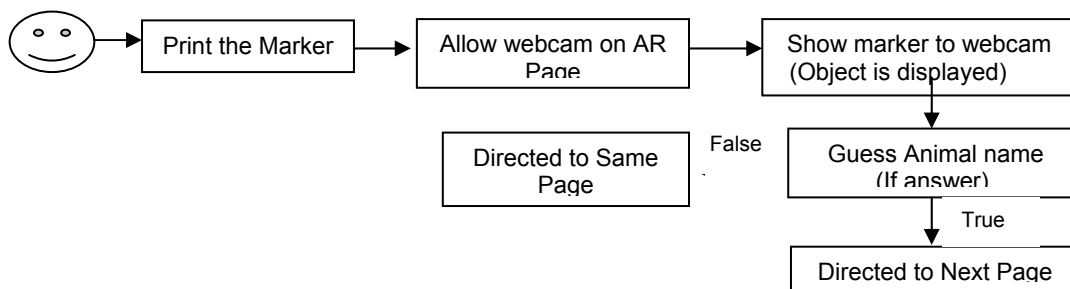 Print the Marker
Allow webcam on AR
Page
Show marker to webcam
(Object is displayed)
Directed to Same
Page
False
Guess Animal name
(If answer)
True
Directed to Next Page